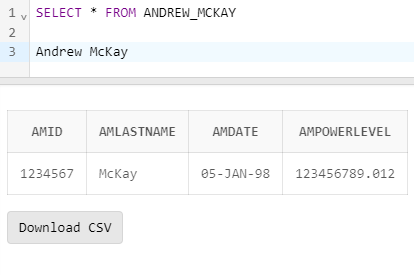 1 SELECT * FROM ANDREW_MCKAY
2
3 Andrew McKay
AMID AMLASTNAME AMDATE AMPOWERLEVEL
1234567 McKay 05-JAN-98 123456789.012
Download CSV